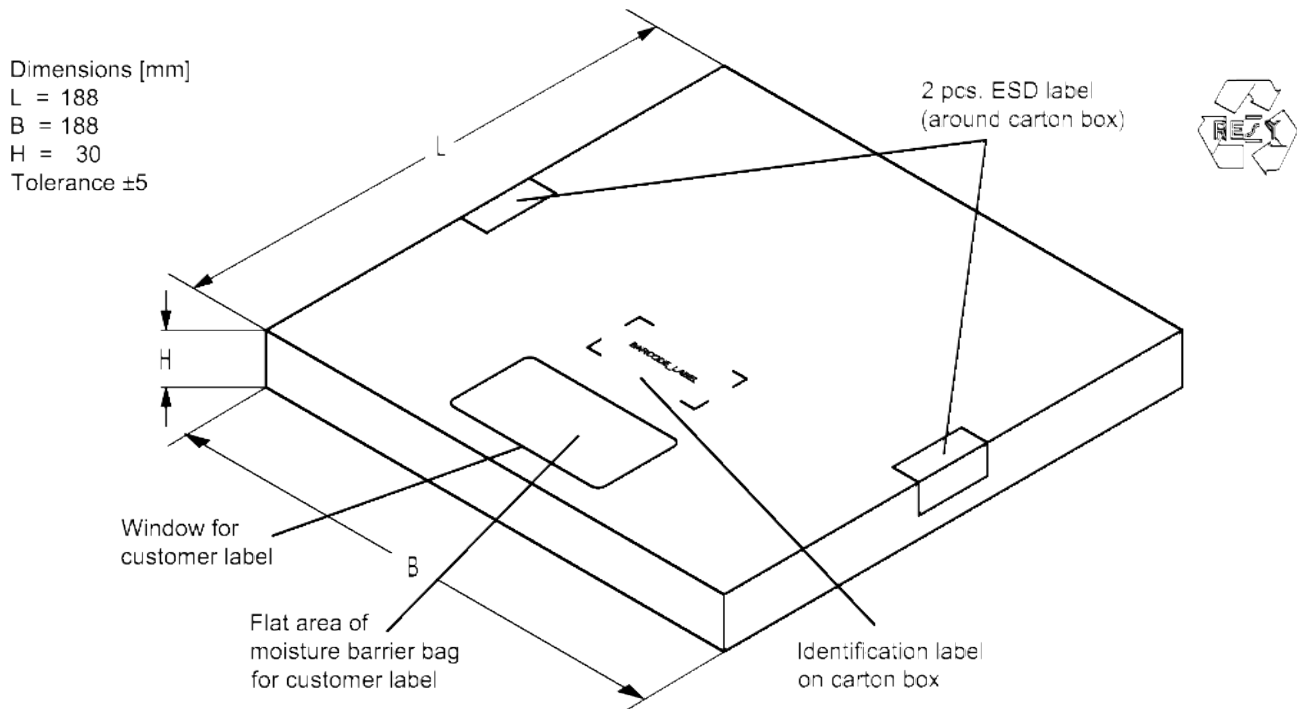 Dimensions [mm]
L = 188
B = 188
H = 30
Tolerance ±5
L
2 pcs. ESD label
(around carton box)
RESY
H
BARCODE_LABEL
Window for
customer label
B
Flat area of
moisture barrier bag
for customer label
Identification label
on carton box